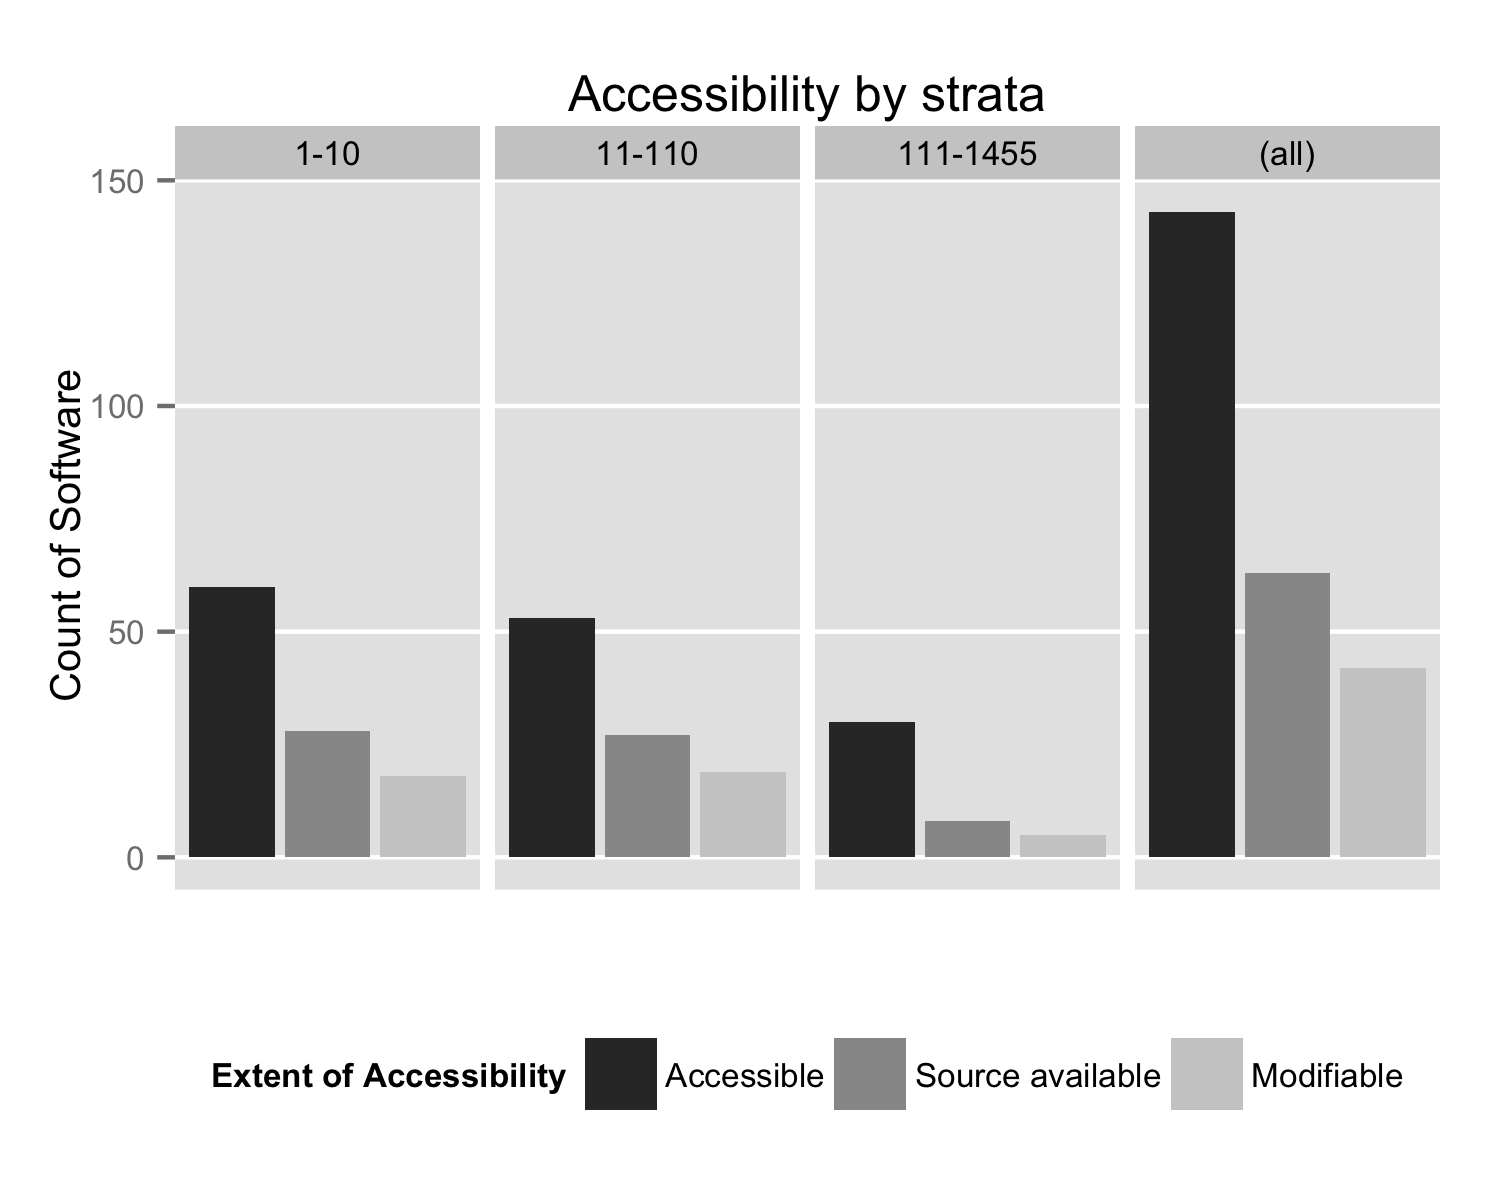 Accessibility by strata
1-10 11-110 111-1455 (all)
150
100
50
0
Count of Software
Extent of Accessibility Accessible Source available Modifiable